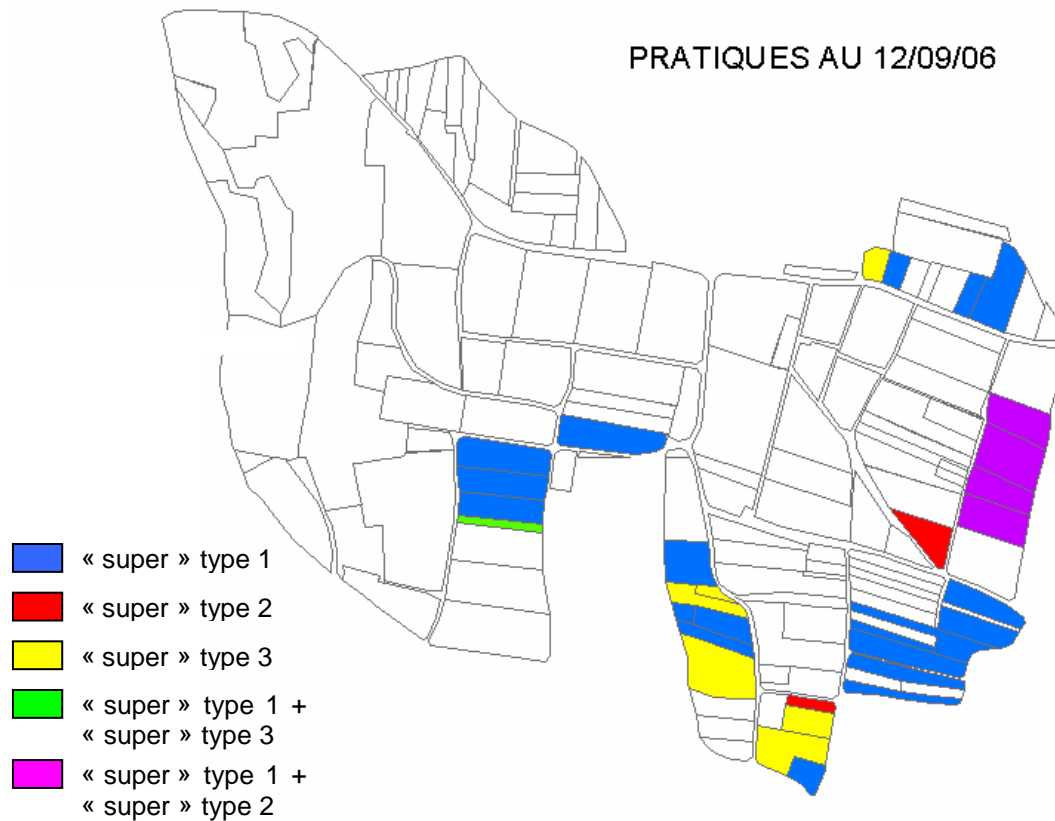 PRATIQUES AU 12/09/06
« super » type 1
« super » type 2
« super » type 3
« super » type 1 +
« super » type 3
« super » type 1 +
« super » type 2